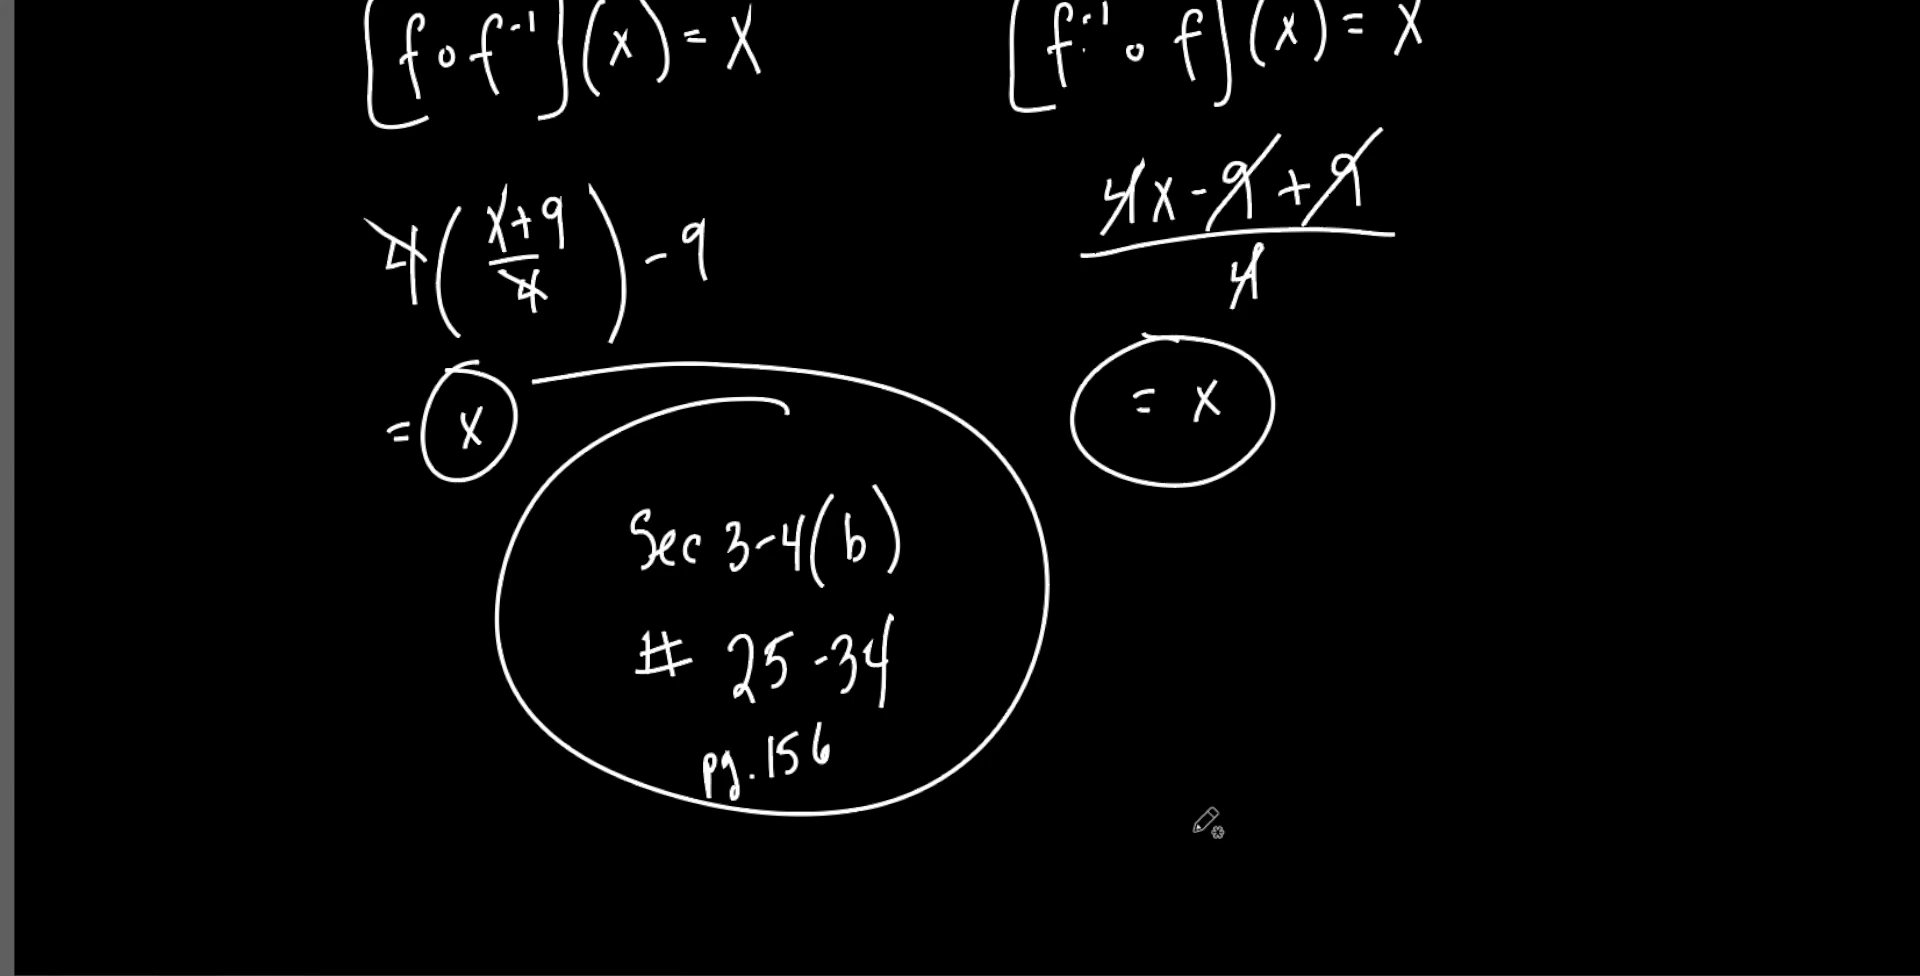 [f∘f⁻¹](x) = x
[f⁻¹∘f](x) = x
4((x+9)/4) - 9
(4x - 9 + 9)/4
= x
= x
Sec 3-4(b)
# 25-34
pg. 156